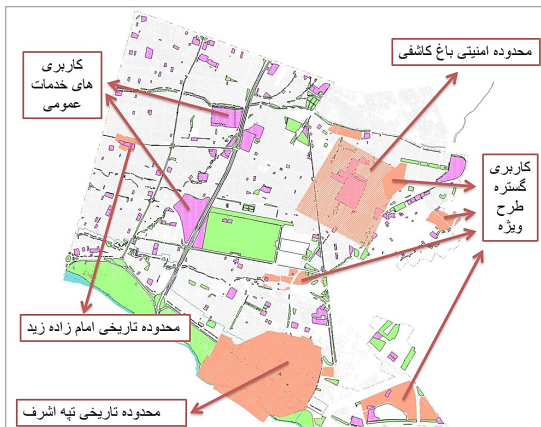 محدوده امنیتی باغ کاشفی
کاربری
های خدمات
عمومی
کاربری
گستره
طرح
ویژه
محدوده تاریخی امام زاده زید
محدوده تاریخی تپه اشرف